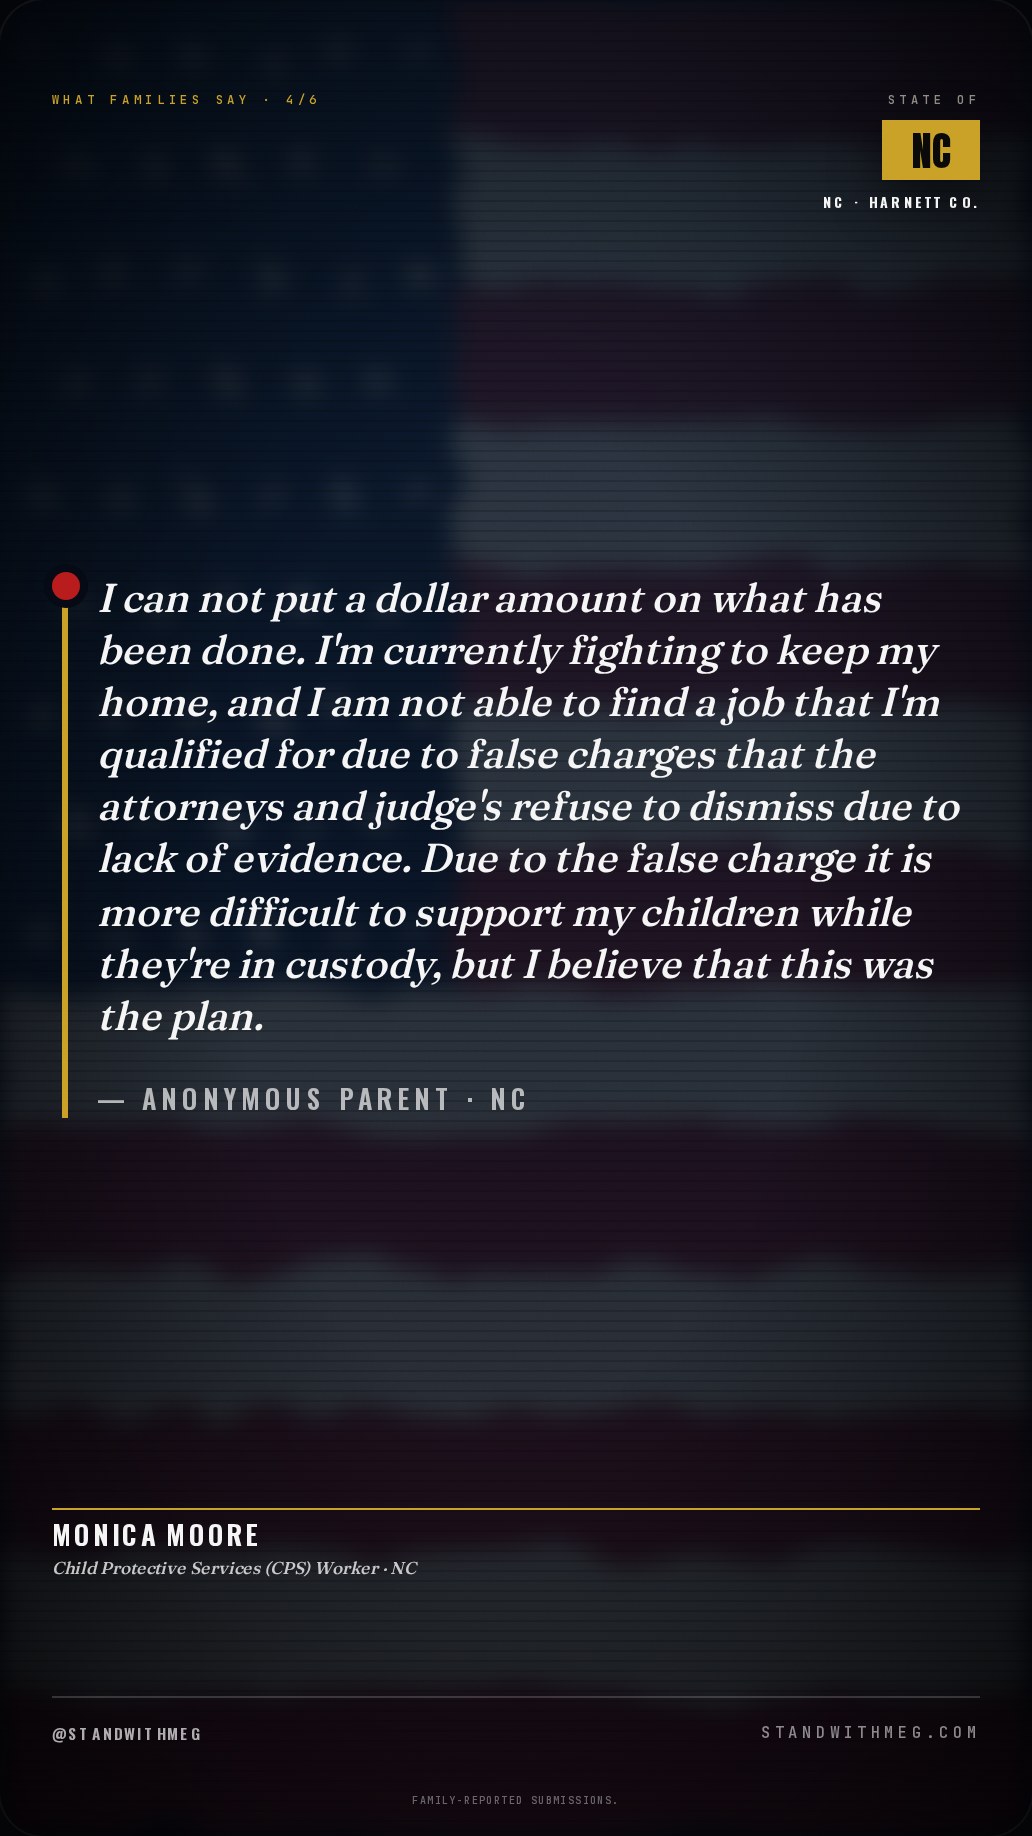 WHAT FAMILIES SAY · 4/6
STATE OF
NC
NC · HARNETT CO.
I can not put a dollar amount on what has
been done. I'm currently fighting to keep my
home, and I am not able to find a job that I'm
qualified for due to false charges that the
attorneys and judge's refuse to dismiss due to
lack of evidence. Due to the false charge it is
more difficult to support my children while
they're in custody, but I believe that this was
the plan.
— ANONYMOUS PARENT · NC
MONICA MOORE
Child Protective Services (CPS) Worker · NC
@STANDWITHMEG
STANDWITHMEG.COM
FAMILY-REPORTED SUBMISSIONS.